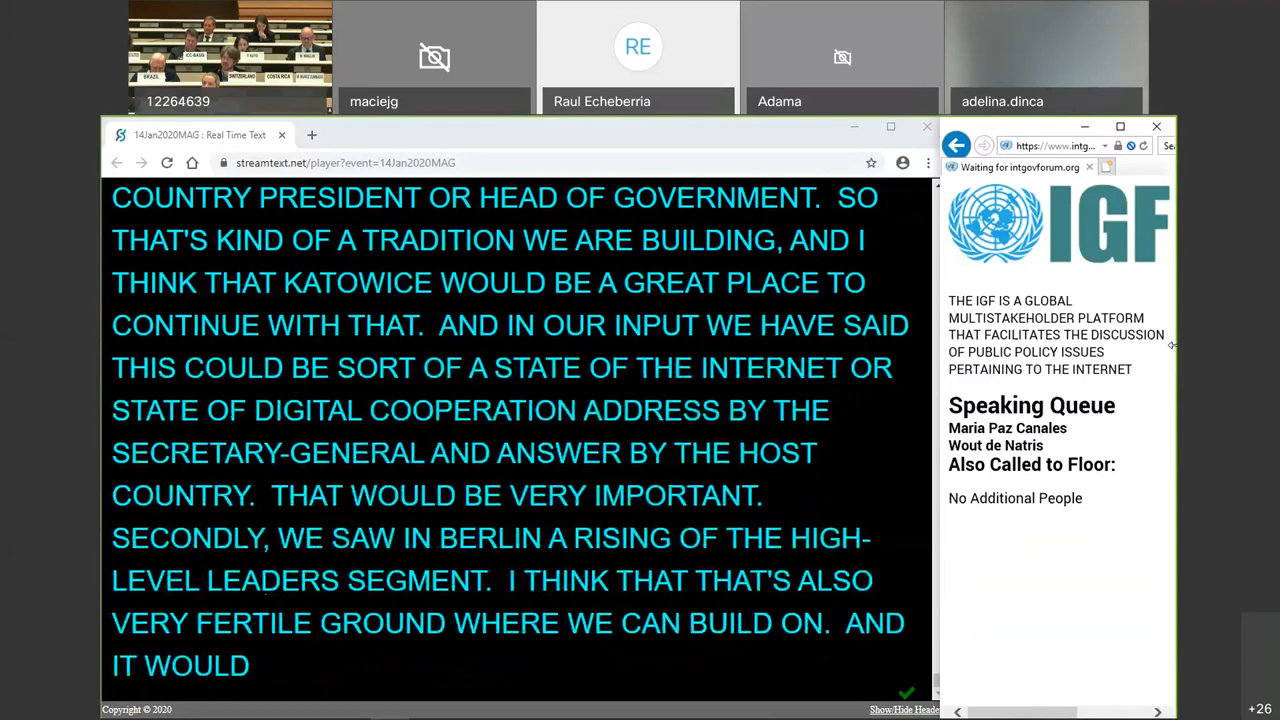 BRAZIL
ICC-BASIS
SWITZERLAND
COSTA RICA
12264639
maciejg
RE
Raul Echeberria
Adama
adelina.dinca
14Jan2020MAG : Real Time Text
streamtext.net/player?event=14Jan2020MAG
COUNTRY PRESIDENT OR HEAD OF GOVERNMENT. SO
THAT'S KIND OF A TRADITION WE ARE BUILDING, AND I
THINK THAT KATOWICE WOULD BE A GREAT PLACE TO
CONTINUE WITH THAT. AND IN OUR INPUT WE HAVE SAID
THIS COULD BE SORT OF A STATE OF THE INTERNET OR
STATE OF DIGITAL COOPERATION ADDRESS BY THE
SECRETARY-GENERAL AND ANSWER BY THE HOST
COUNTRY. THAT WOULD BE VERY IMPORTANT.
SECONDLY, WE SAW IN BERLIN A RISING OF THE HIGH-
LEVEL LEADERS SEGMENT. I THINK THAT THAT'S ALSO
VERY FERTILE GROUND WHERE WE CAN BUILD ON. AND
IT WOULD
Copyright © 2020
Show/Hide Heade
https://www.intg...
Sea
Waiting for intgovforum.org
IGF
THE IGF IS A GLOBAL
MULTISTAKEHOLDER PLATFORM
THAT FACILITATES THE DISCUSSION
OF PUBLIC POLICY ISSUES
PERTAINING TO THE INTERNET
Speaking Queue
Maria Paz Canales
Wout de Natris
Also Called to Floor:
No Additional People
+26